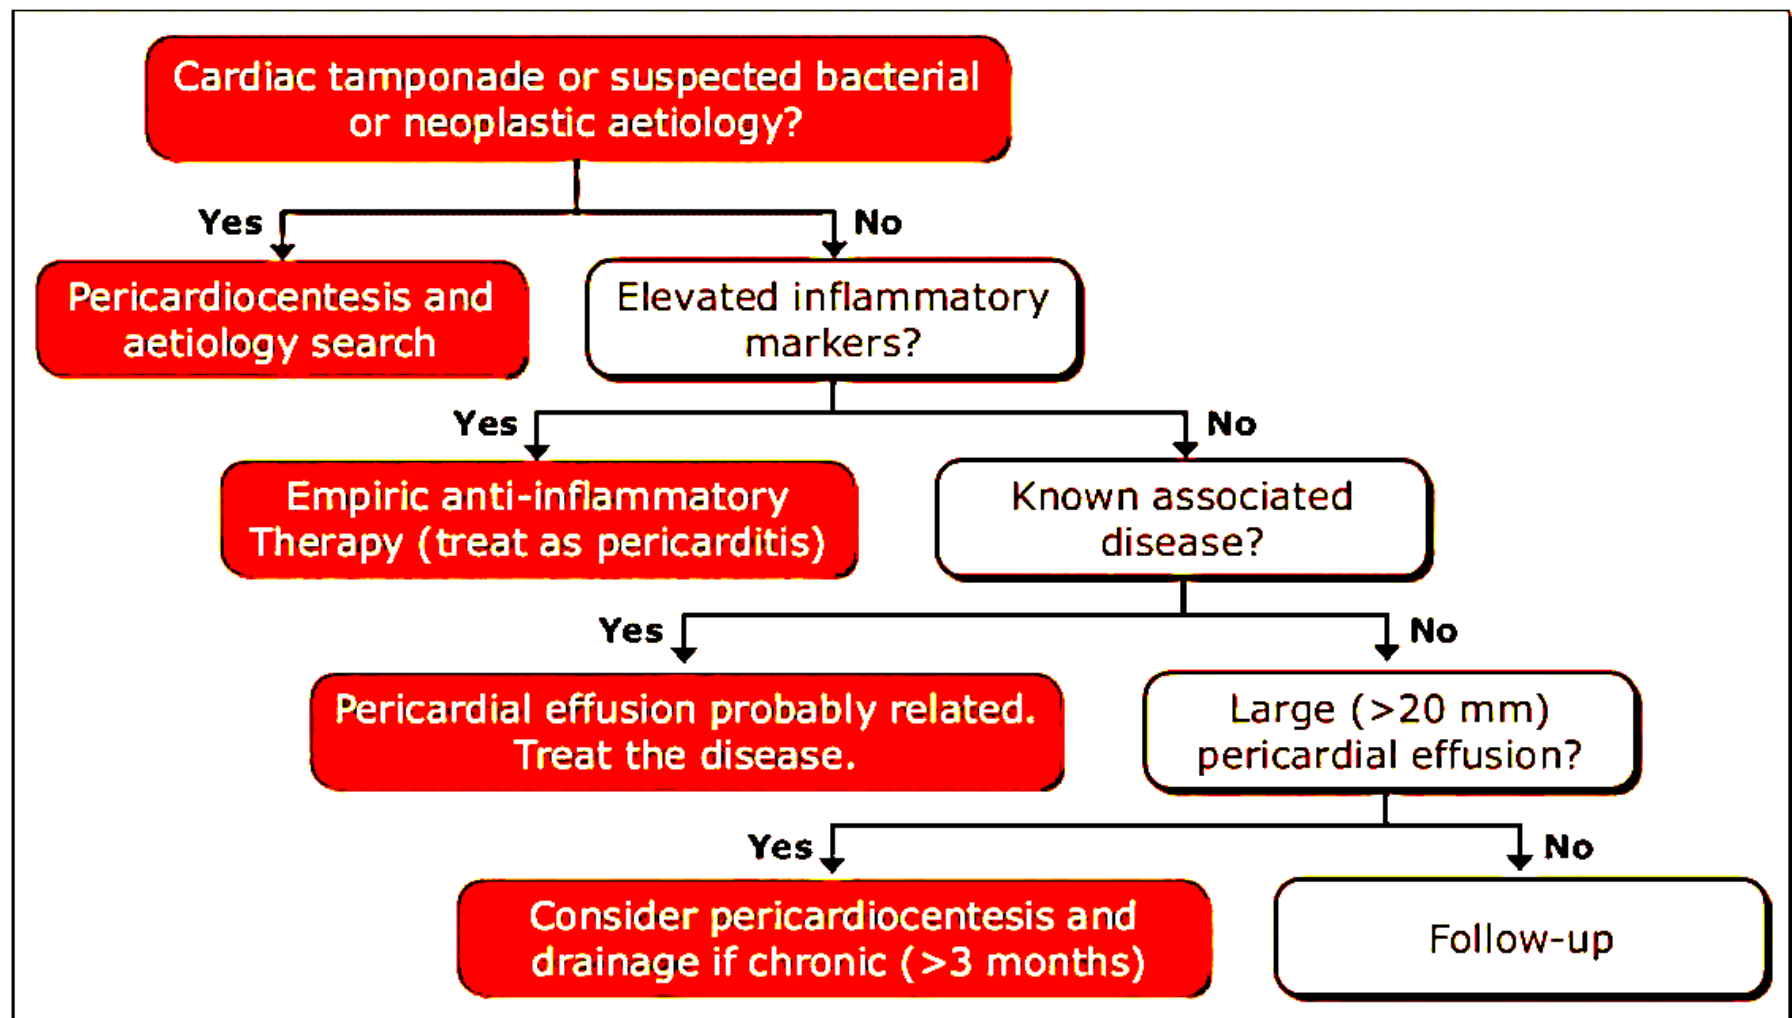 Cardiac tamponade or suspected bacterial
or neoplastic aetiology?
Yes
No
Pericardiocentesis and
aetiology search
Elevated inflammatory
markers?
Yes
No
Empiric anti-inflammatory
Therapy (treat as pericarditis)
Known associated
disease?
Yes
No
Pericardial effusion probably related.
Treat the disease.
Large (>20 mm)
pericardial effusion?
Yes
No
Consider pericardiocentesis and
drainage if chronic (>3 months)
Follow-up